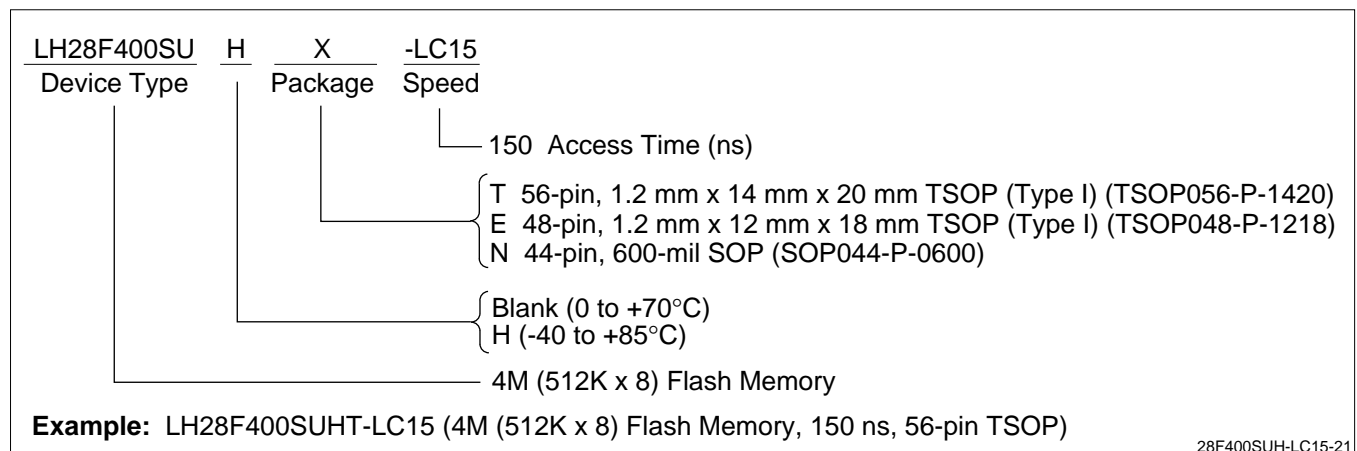 LH28F400SU H X -LC15
Device Type Package Speed
150 Access Time (ns)
T 56-pin, 1.2 mm x 14 mm x 20 mm TSOP (Type I) (TSOP056-P-1420)
E 48-pin, 1.2 mm x 12 mm x 18 mm TSOP (Type I) (TSOP048-P-1218)
N 44-pin, 600-mil SOP (SOP044-P-0600)
Blank (0 to +70°C)
H (-40 to +85°C)
4M (512K x 8) Flash Memory
Example: LH28F400SUHT-LC15 (4M (512K x 8) Flash Memory, 150 ns, 56-pin TSOP)
28F400SUH-LC15-21